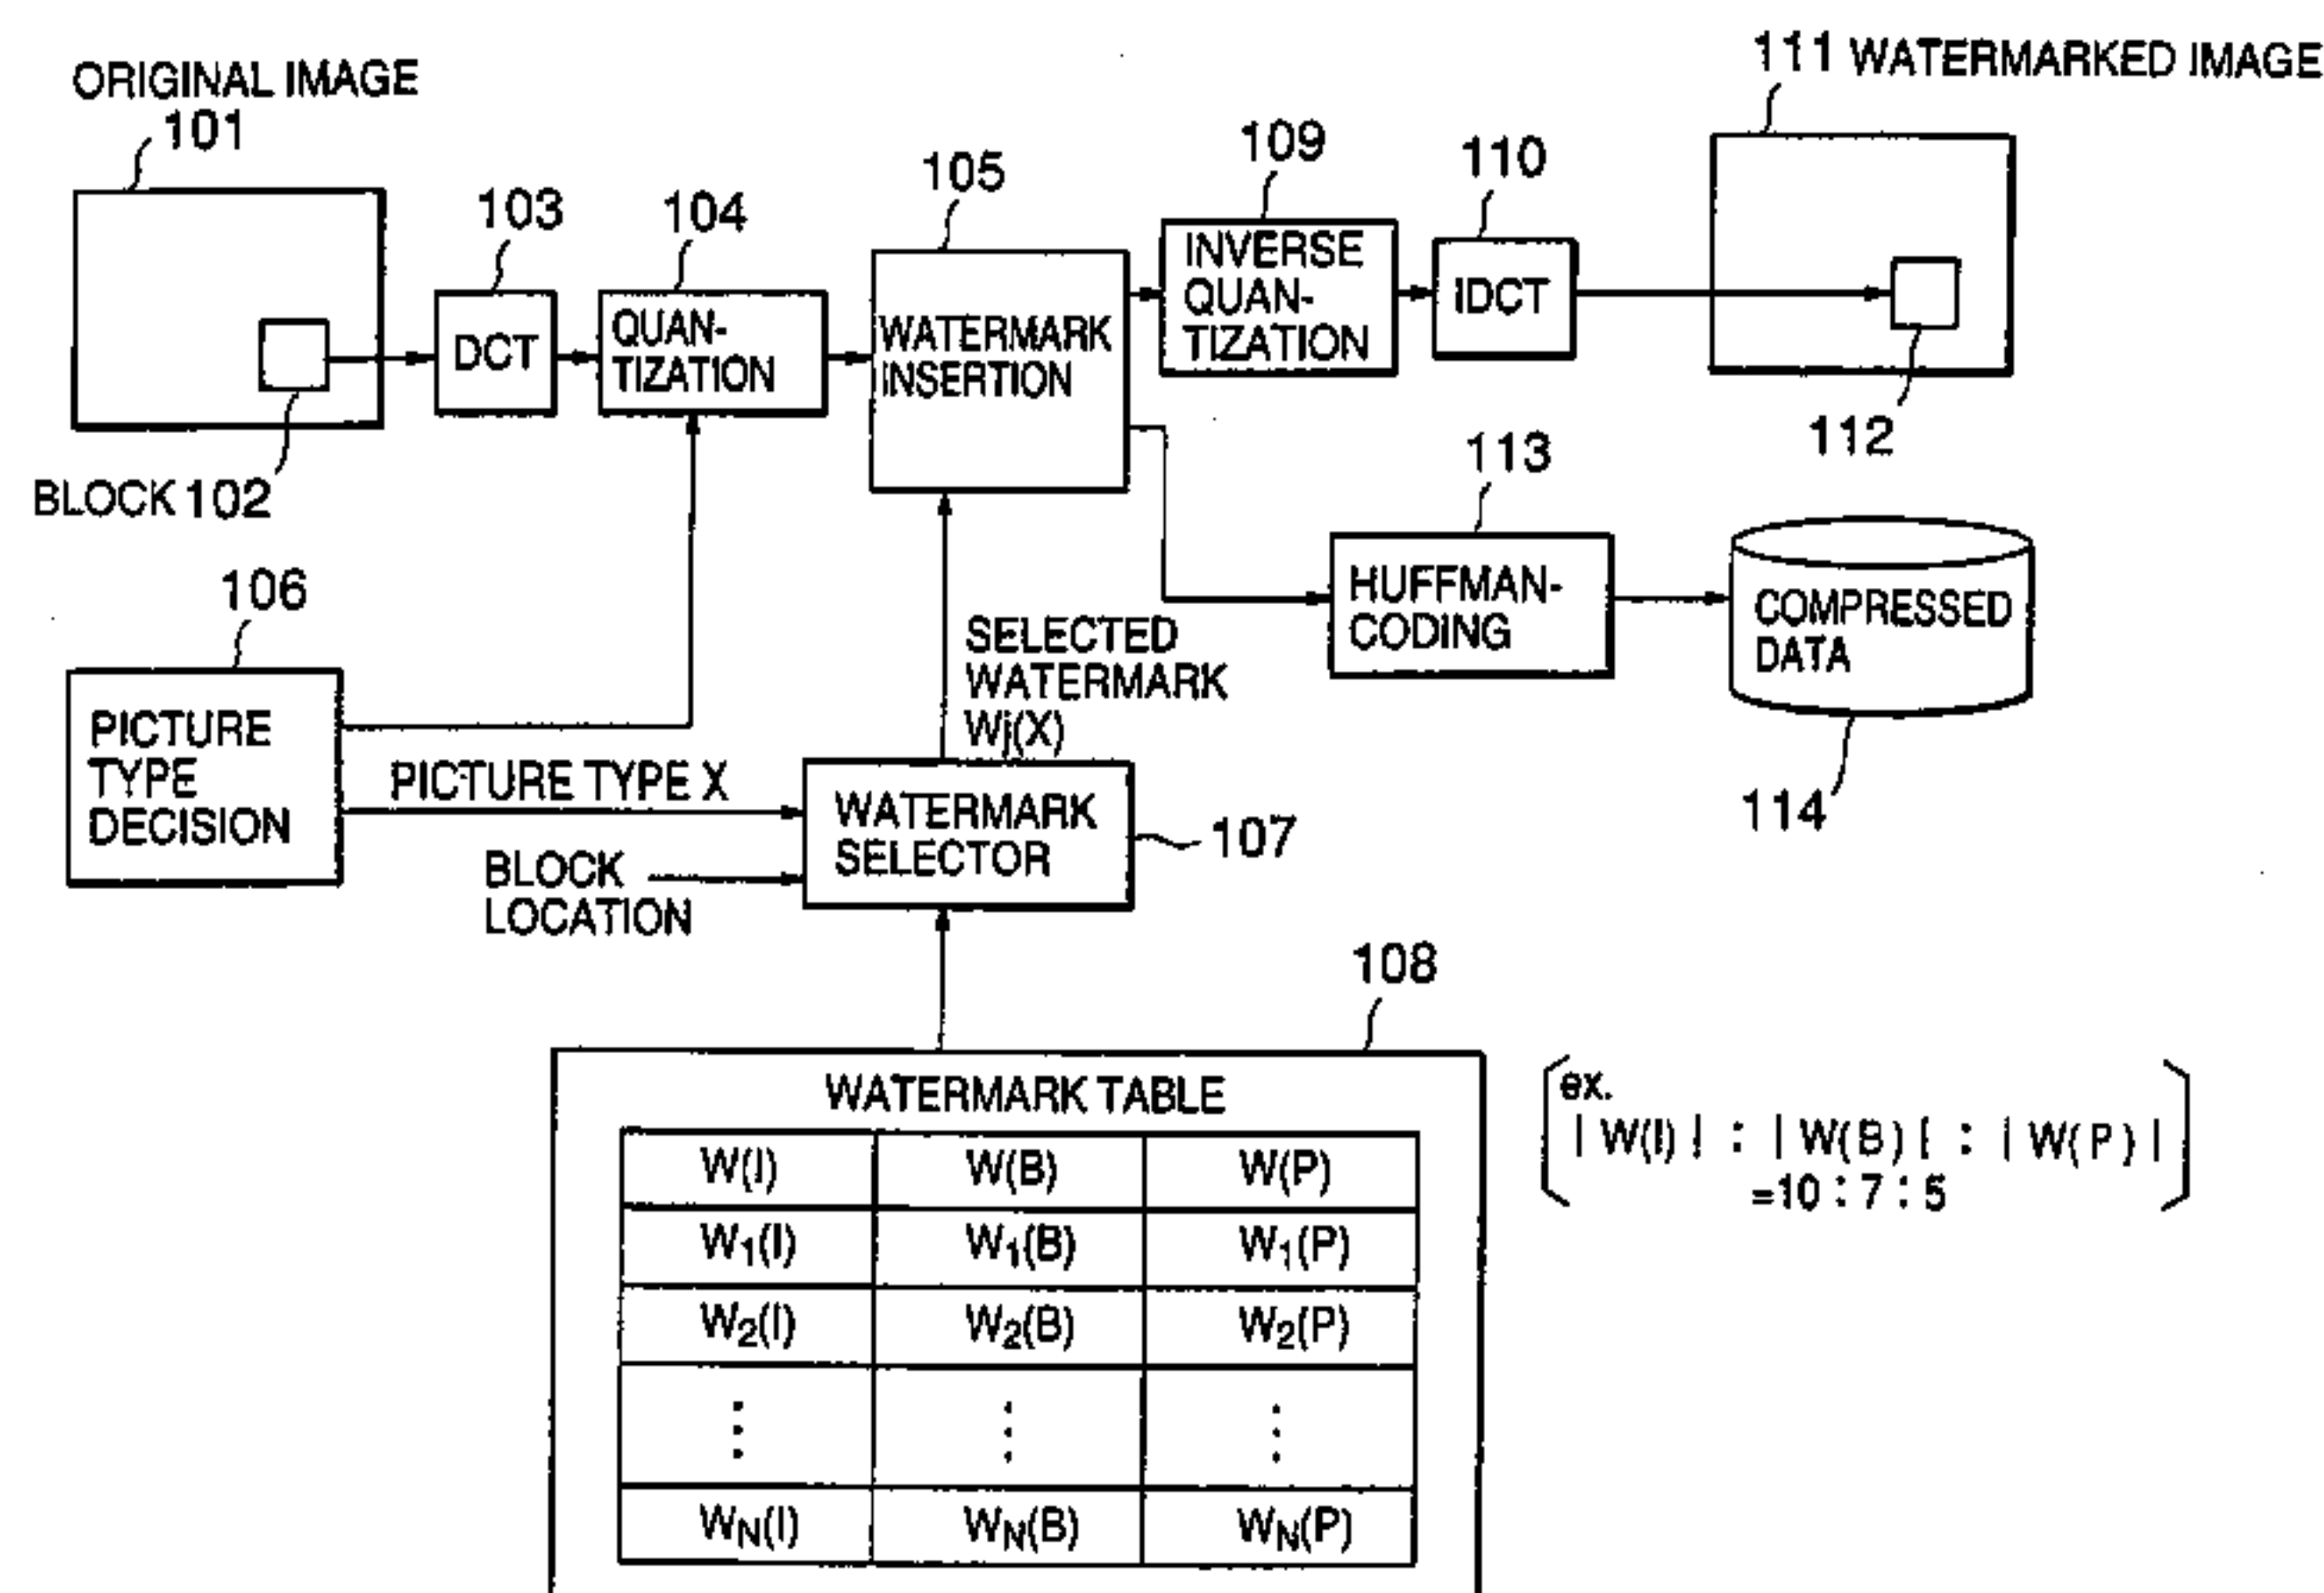 ORIGINAL IMAGE
101
BLOCK 102
103
DCT
104
QUAN-
TIZATION
105
WATERMARK
INSERTION
109
INVERSE
QUAN-
TIZATION
110
IDCT
111 WATERMARKED IMAGE
112
113
HUFFMAN-
CODING
COMPRESSED
DATA
114
106
PICTURE
TYPE
DECISION
PICTURE TYPE X
BLOCK
LOCATION
SELECTED
WATERMARK
Wj(X)
WATERMARK
SELECTOR
107
108
WATERMARK TABLE
W(I) W(B) W(P)
W1(I) W1(B) W1(P)
W2(I) W2(B) W2(P)
⋮ ⋮ ⋮
WN(I) WN(B) WN(P)
ex.
| W(I) | : | W(B) | : | W(P) |
=10 : 7 : 5